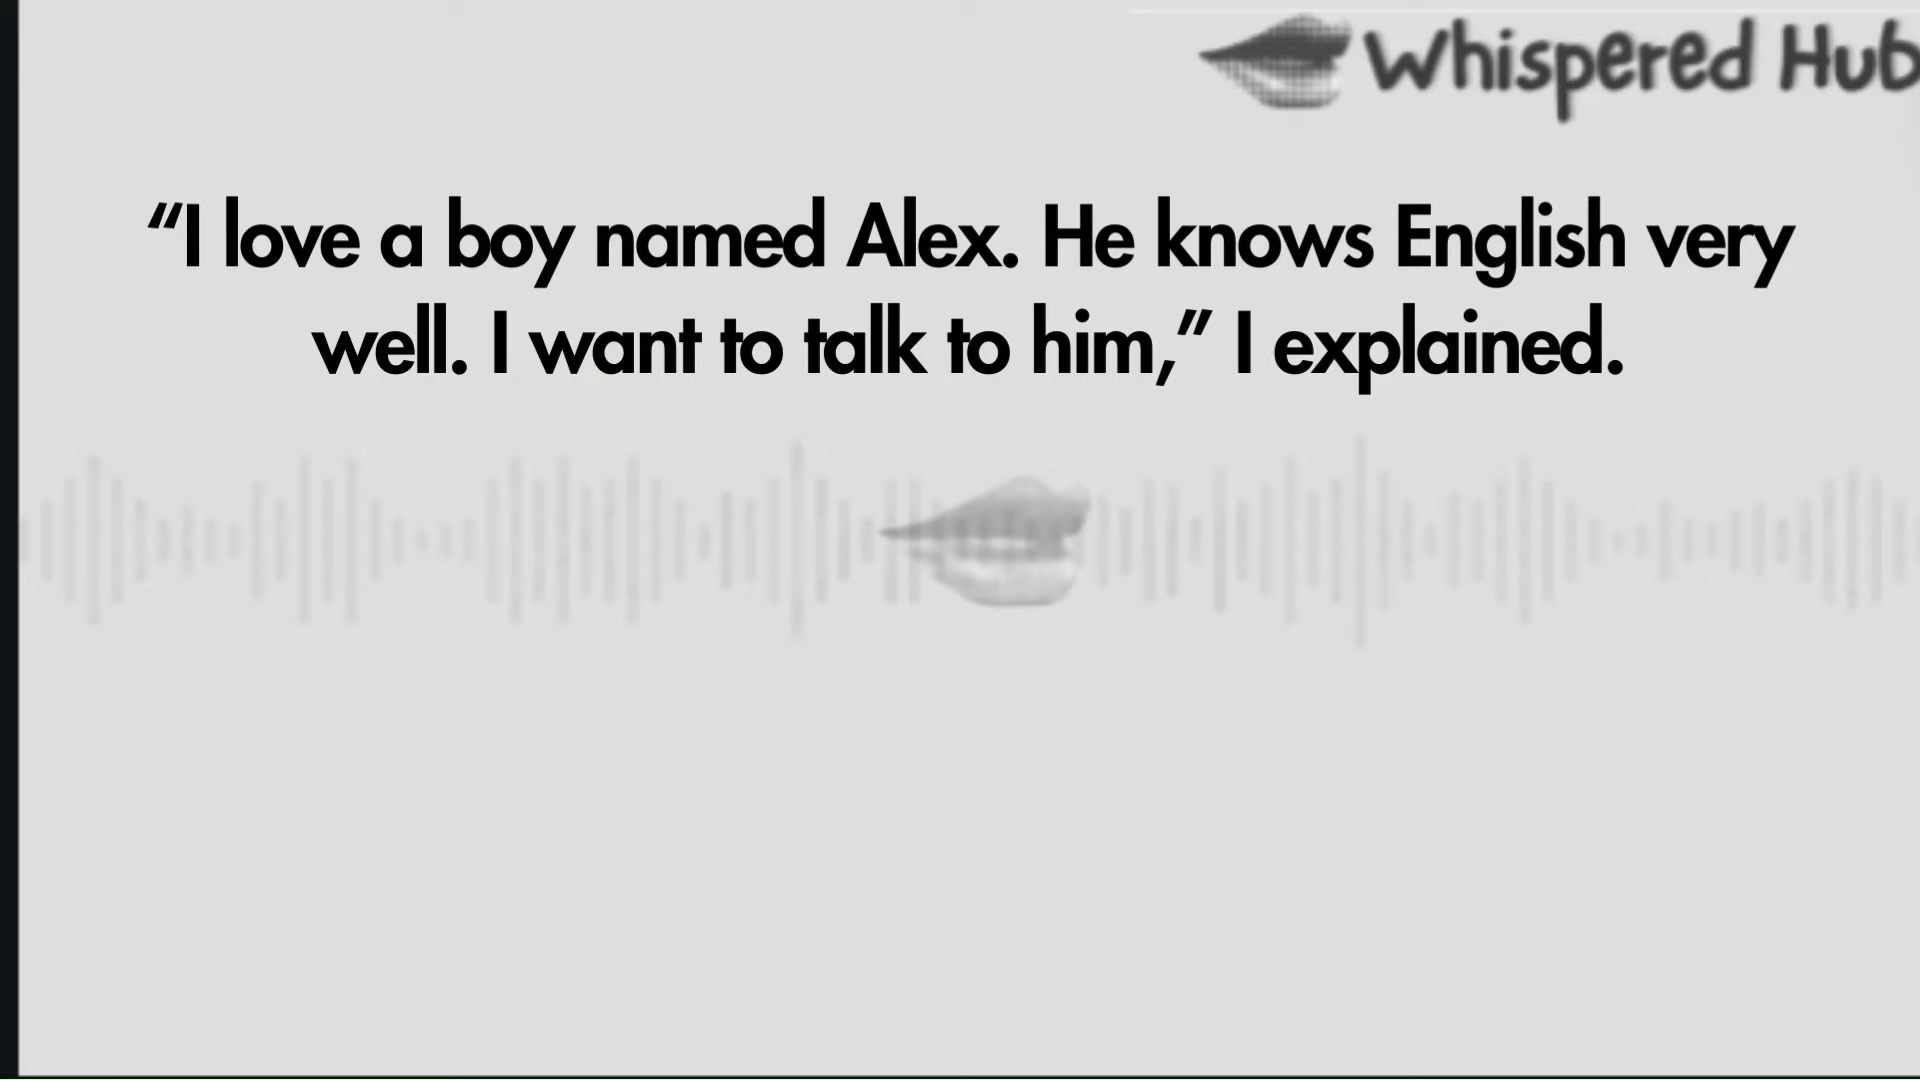 Whispered Hub
“I love a boy named Alex. He knows English very
well. I want to talk to him,” I explained.